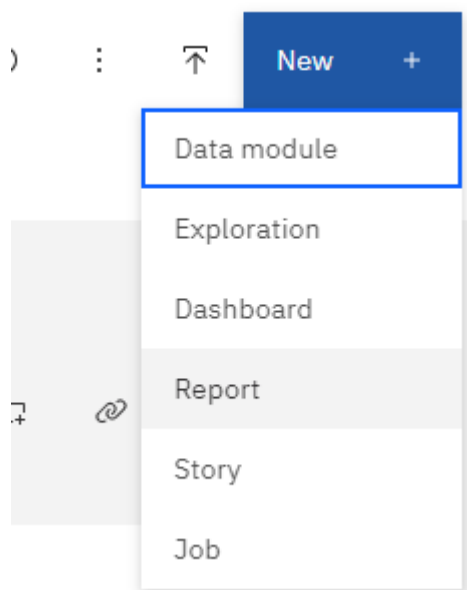 New +
Data module
Exploration
Dashboard
Report
Story
Job